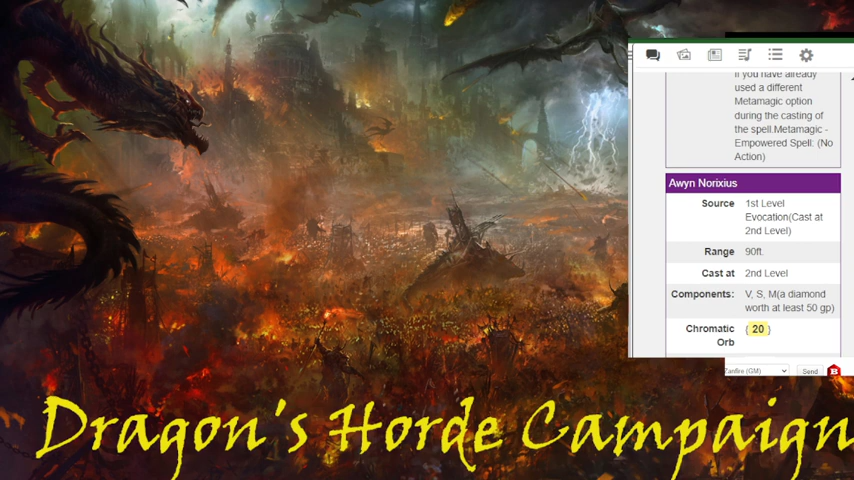 If you have already
used a different
Metamagic option
during the casting of
the spell.Metamagic -
Empowered Spell: (No
Action)
Awyn Norixius
Source 1st Level
Evocation(Cast at
2nd Level)
Range 90ft.
Cast at 2nd Level
Components: V, S, M(a diamond
worth at least 50 gp)
Chromatic Orb { 20 }
Zanfire (GM) Send
Dragon's Horde Campaign